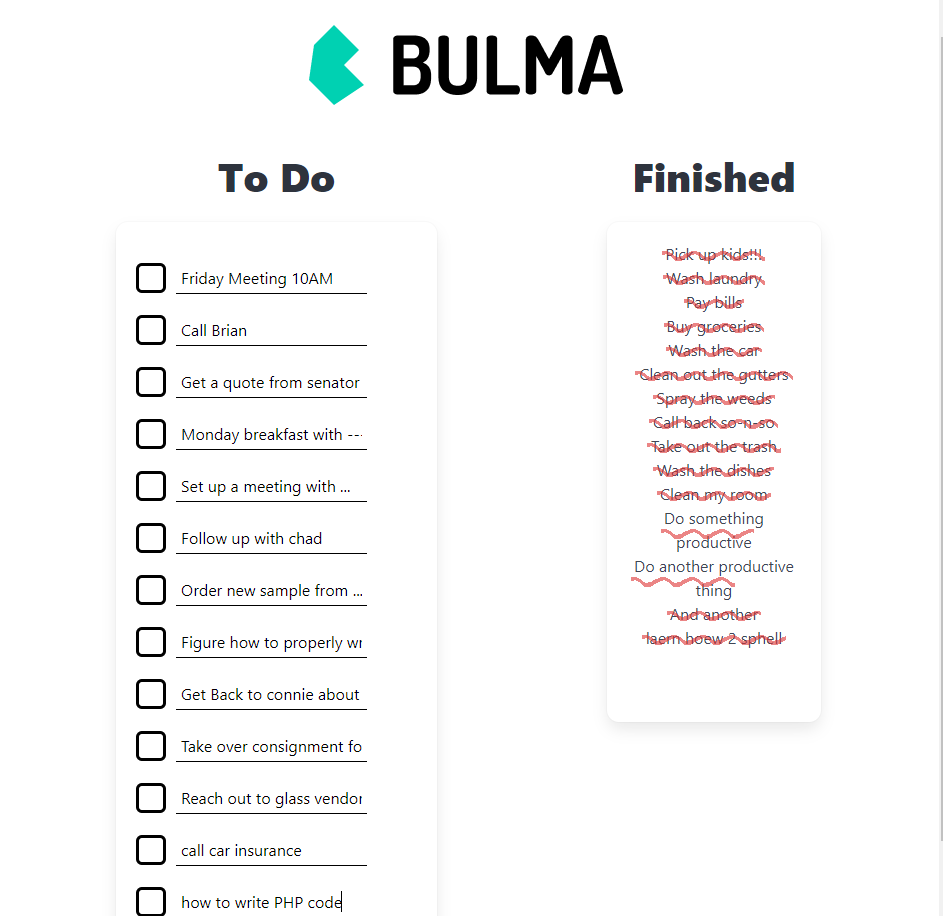 BULMA
To Do
Friday Meeting 10AM
Call Brian
Get a quote from senator
Monday breakfast with ---
Set up a meeting with ...
Follow up with chad
Order new sample from ...
Figure how to properly wr
Get Back to connie about
Take over consignment fo
Reach out to glass vendor
call car insurance
how to write PHP code
Finished
Pick up kids!!!
Wash laundry
Pay bills
Buy groceries
Wash the car
Clean out the gutters
Spray the weeds
Call back so-n-so
Take out the trash
Wash the dishes
Clean my room
Do something
productive
Do another productive
thing
And another
laern hoew 2 sphell